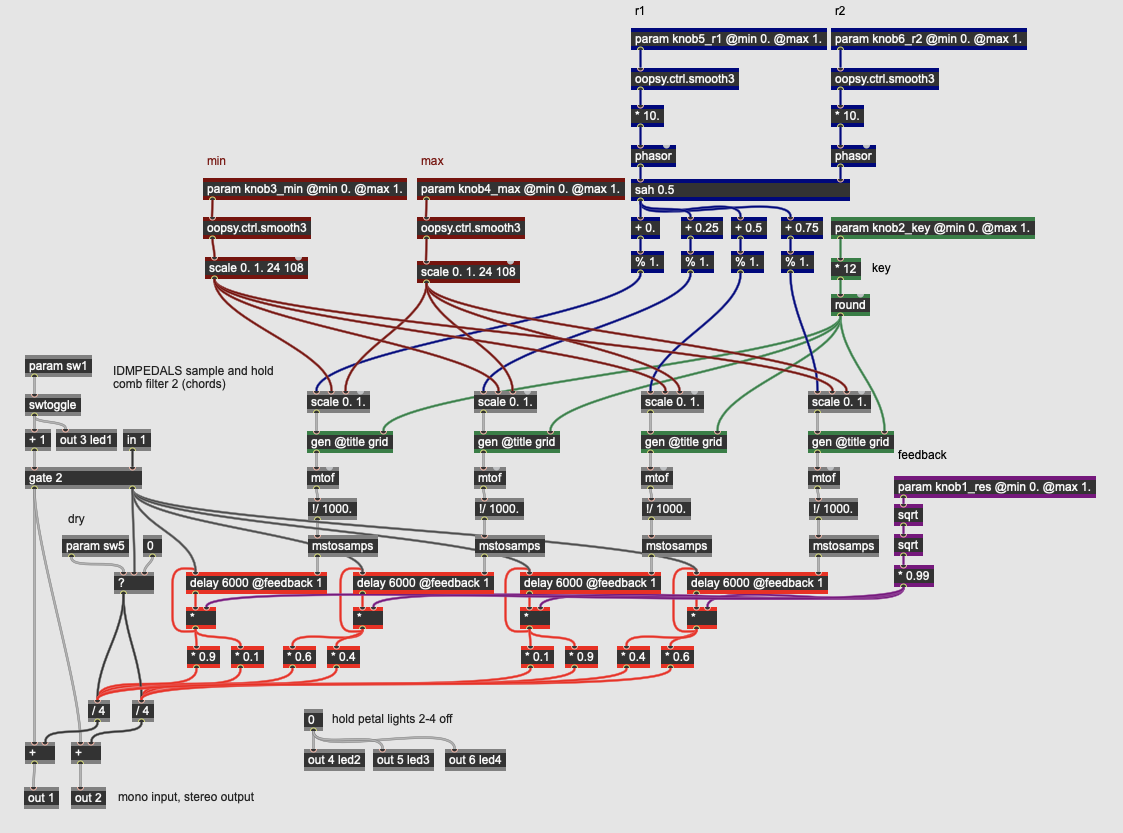 r1 r2
param knob5_r1 @min 0. @max 1. param knob6_r2 @min 0. @max 1.
oopsy.ctrl.smooth3 oopsy.ctrl.smooth3
* 10. * 10.
phasor phasor
min max
param knob3_min @min 0. @max 1. param knob4_max @min 0. @max 1. sah 0.5
oopsy.ctrl.smooth3 oopsy.ctrl.smooth3 + 0. + 0.25 + 0.5 + 0.75 param knob2_key @min 0. @max 1.
scale 0. 1. 24 108 scale 0. 1. 24 108 % 1. % 1. % 1. % 1. * 12 key
round
param sw1 IDMPEDALS sample and hold
comb filter 2 (chords)
swtoggle scale 0. 1. scale 0. 1. scale 0. 1. scale 0. 1.
+ 1 out 3 led1 in 1 gen @title grid gen @title grid gen @title grid gen @title grid
feedback
gate 2 mtof mtof mtof mtof param knob1_res @min 0. @max 1.
!/ 1000. !/ 1000. !/ 1000. !/ 1000. sqrt
dry
param sw5 0 mstosamps mstosamps mstosamps mstosamps sqrt
? delay 6000 @feedback 1 delay 6000 @feedback 1 delay 6000 @feedback 1 delay 6000 @feedback 1 * 0.99
* * * *
* 0.9 * 0.1 * 0.6 * 0.4 * 0.1 * 0.9 * 0.4 * 0.6
/ 4 / 4
0 hold petal lights 2-4 off
+ + out 4 led2 out 5 led3 out 6 led4
out 1 out 2 mono input, stereo output